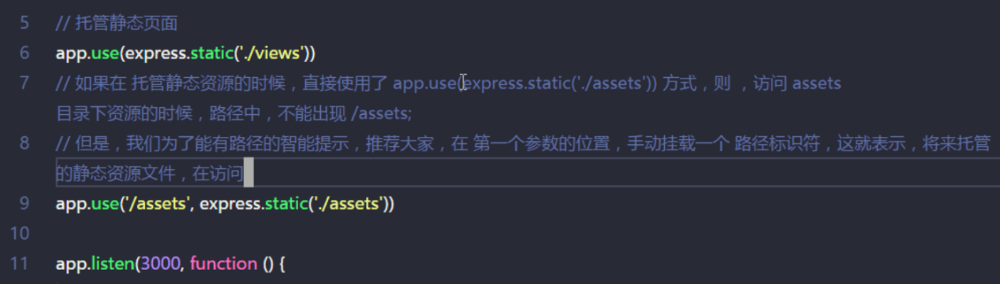 5 // 托管静态页面
6 app.use(express.static('./views'))
7 // 如果在 托管静态资源的时候，直接使用了 app.use(express.static('./assets')) 方式，则 ，访问 assets
目录下资源的时候，路径中，不能出现 /assets;
8 // 但是，我们为了能有路径的智能提示，推荐大家，在 第一个参数的位置，手动挂载一个 路径标识符，这就表示，将来托管
的静态资源文件，在访问
9 app.use('/assets', express.static('./assets'))
10
11 app.listen(3000, function () {